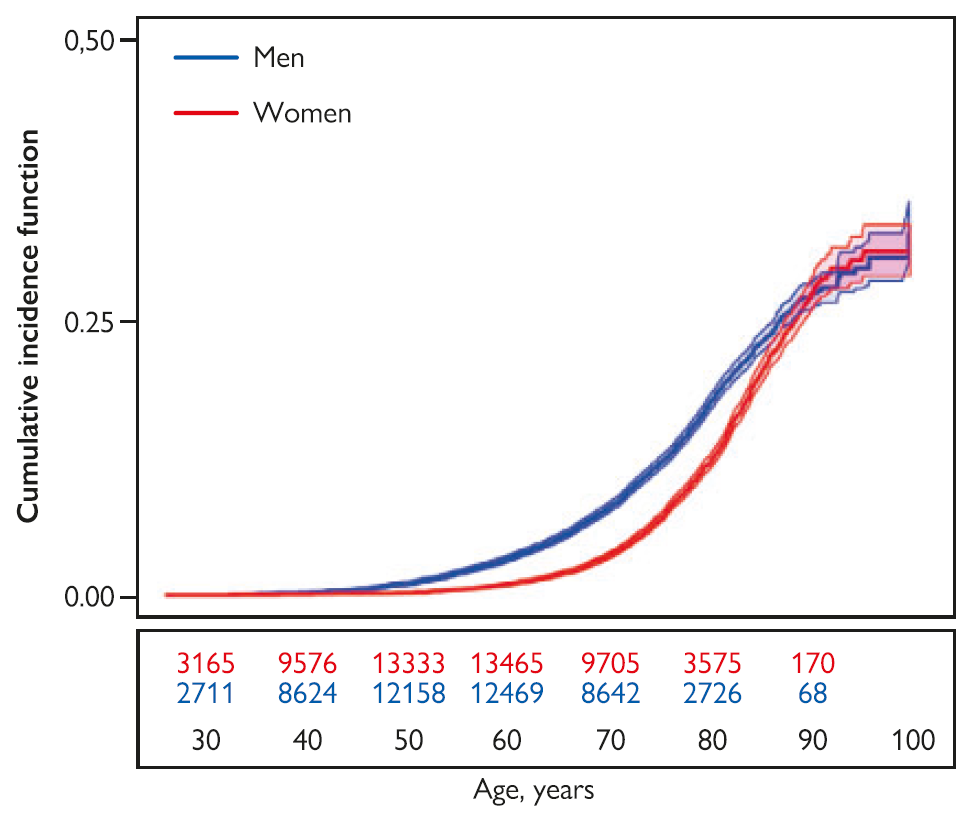 0,50
Men
Women
Cumulative incidence function
0.25
0.00
3165 9576 13333 13465 9705 3575 170
2711 8624 12158 12469 8642 2726 68
30 40 50 60 70 80 90 100
Age, years